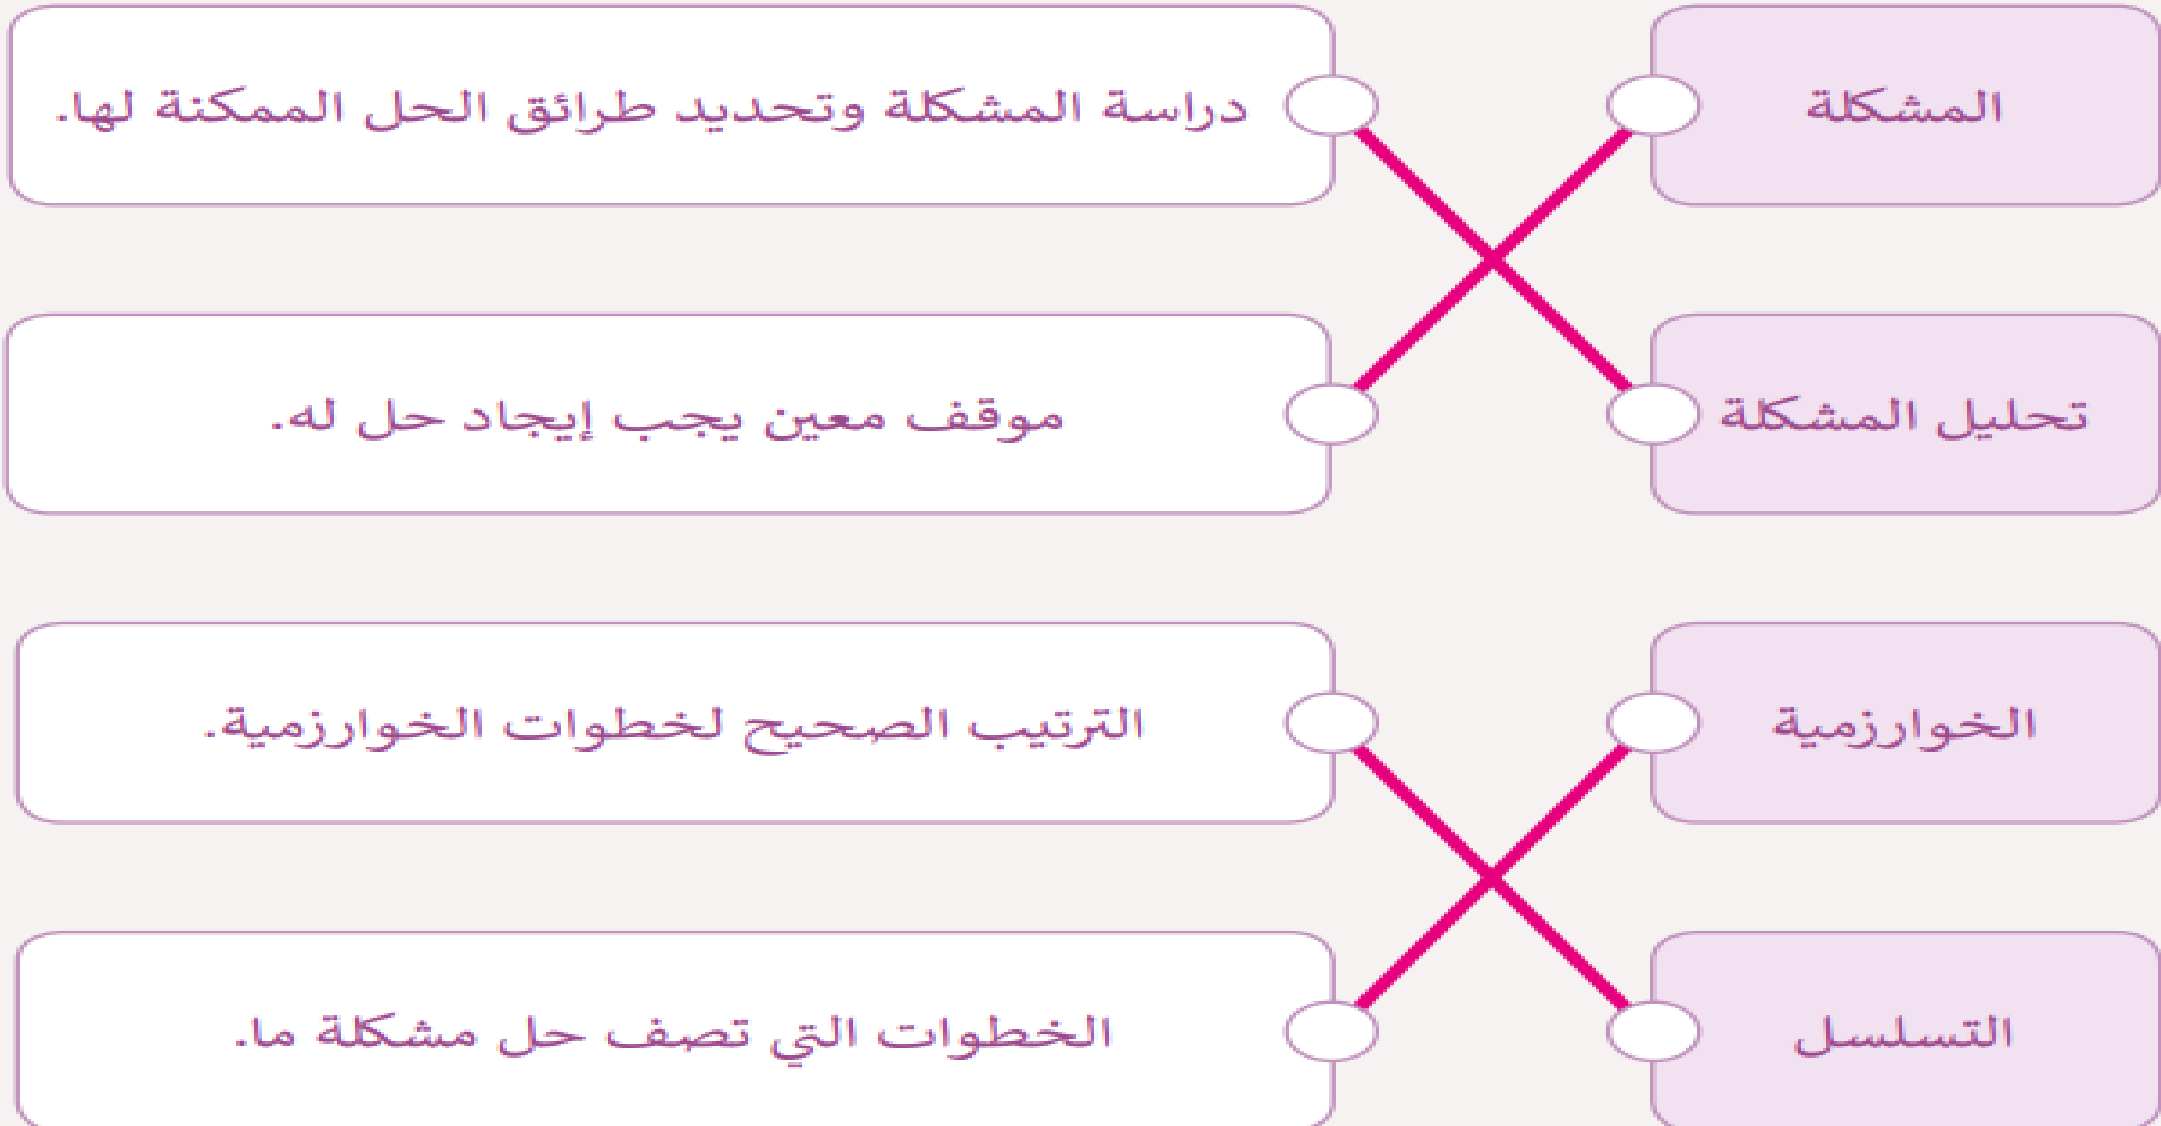 المشكلة
دراسة المشكلة وتحديد طرائق الحل الممكنة لها.
تحليل المشكلة
موقف معين يجب إيجاد حل له.
الخوارزمية
الترتيب الصحيح لخطوات الخوارزمية.
التسلسل
الخطوات التي تصف حل مشكلة ما.